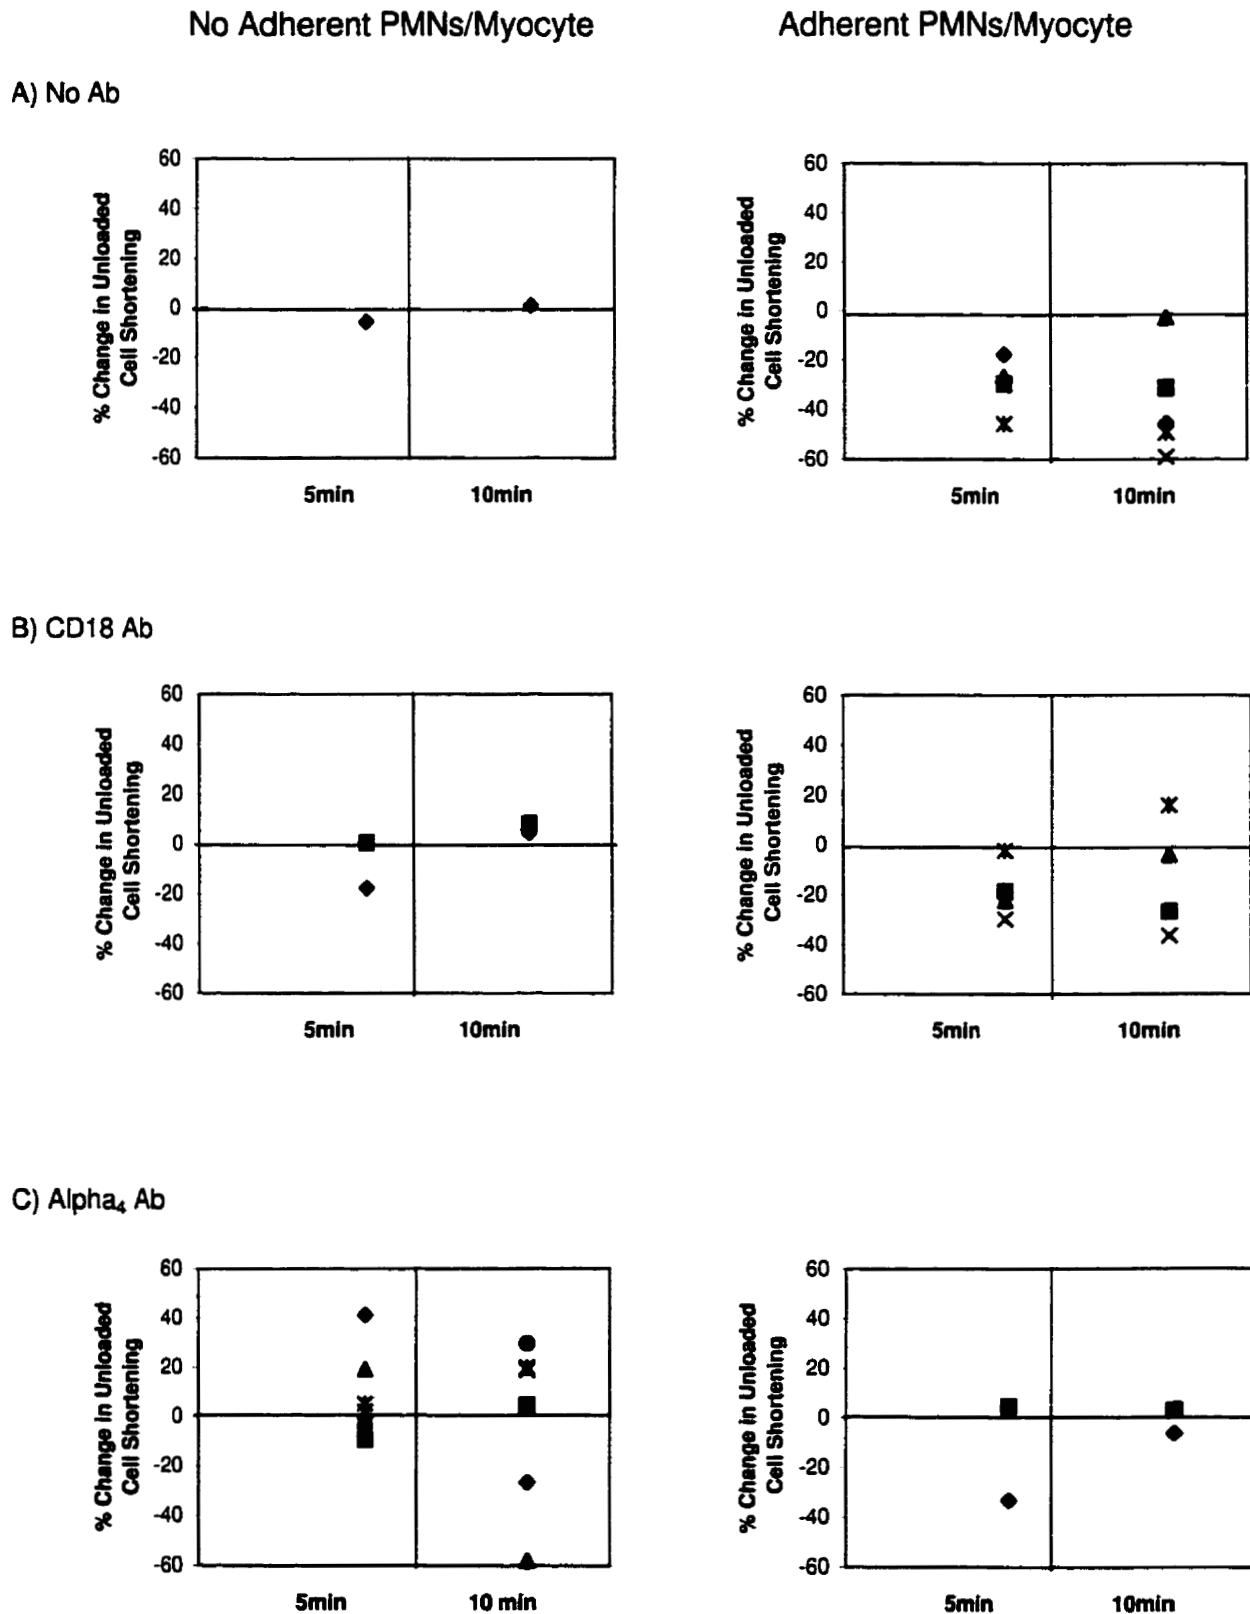 No Adherent PMNs/Myocyte
Adherent PMNs/Myocyte
A) No Ab
% Change in Unloaded
Cell Shortening
60
40
20
0
-20
-40
-60
5min
10min
% Change in Unloaded
Cell Shortening
60
40
20
0
-20
-40
-60
5min
10min
B) CD18 Ab
% Change in Unloaded
Cell Shortening
60
40
20
0
-20
-40
-60
5min
10min
% Change in Unloaded
Cell Shortening
60
40
20
0
-20
-40
-60
5min
10min
C) Alpha₄ Ab
% Change in Unloaded
Cell Shortening
60
40
20
0
-20
-40
-60
5min
10 min
% Change in Unloaded
Cell Shortening
60
40
20
0
-20
-40
-60
5min
10min